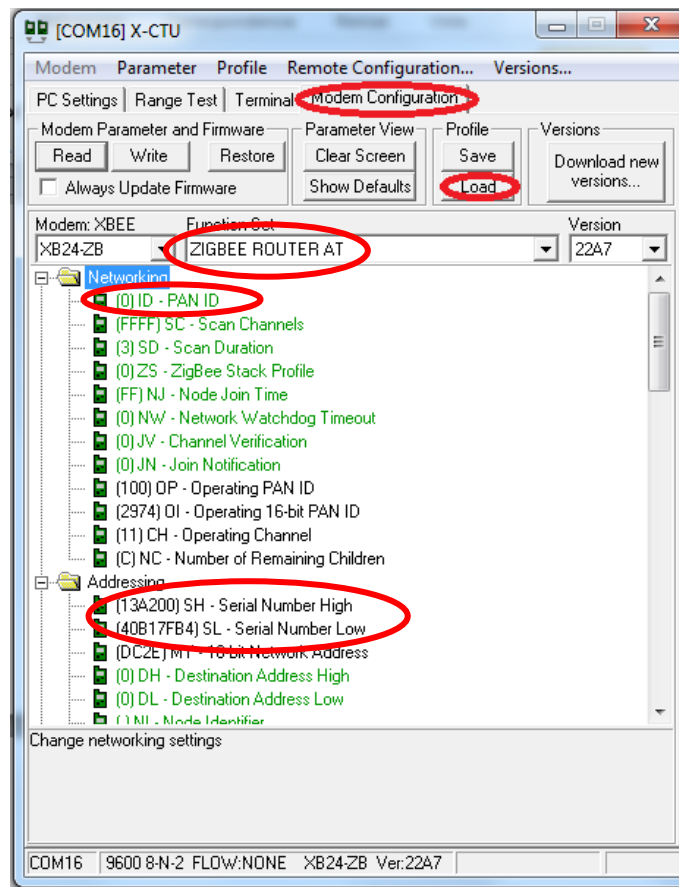 [COM16] X-CTU
Modem Parameter Profile Remote Configuration... Versions...
PC Settings Range Test Terminal Modem Configuration
Modem Parameter and Firmware Parameter View Profile Versions
Read Write Restore Clear Screen Save Download new versions...
Always Update Firmware Show Defaults Load
Modem: XBEE Function Set Version
XB24-ZB ZIGBEE ROUTER AT 22A7
Networking
(0) ID - PAN ID
(FFFF) SC - Scan Channels
(3) SD - Scan Duration
(0) ZS - ZigBee Stack Profile
(FF) NJ - Node Join Time
(0) NW - Network Watchdog Timeout
(0) JV - Channel Verification
(0) JN - Join Notification
(100) OP - Operating PAN ID
(2974) OI - Operating 16-bit PAN ID
(11) CH - Operating Channel
(C) NC - Number of Remaining Children
Addressing
(13A200) SH - Serial Number High
(40B17FB4) SL - Serial Number Low
(DC2E) MY - 16-bit Network Address
(0) DH - Destination Address High
(0) DL - Destination Address Low
( ) NI - Node Identifier
Change networking settings
COM16 9600 8-N-2 FLOW:NONE XB24-ZB Ver:22A7